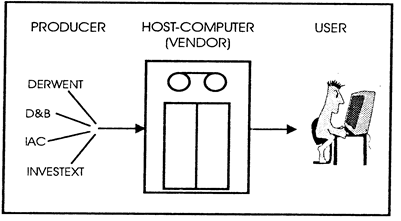 PRODUCER HOST-COMPUTER USER
(VENDOR)
DERWENT
D&B
IAC
INVESTEXT